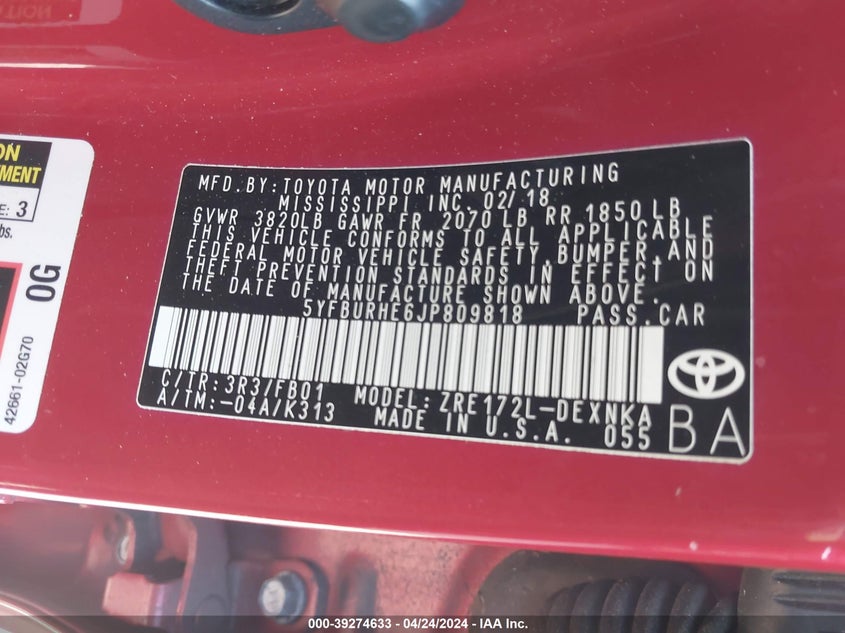 ON
EMENT
E: 3
bs.
0G
42661-02G70
MFD.BY:TOYOTA MOTOR MANUFACTURING
MISSISSIPPI INC.02/18
GVWR 3820LB GAWR FR 2070 LB RR 1850 LB
THIS VEHICLE CONFORMS TO ALL APPLICABLE
FEDERAL MOTOR VEHICLE SAFETY,BUMPER,AND
THEFT PREVENTION STANDARDS IN EFFECT ON
THE DATE OF MANUFACTURE SHOWN ABOVE.
5YFBURHE6JP809818 PASS.CAR
C/TR:3R3/FB01 MODEL:ZRE172L-DEXNKA
A/TM:-04A/K313 MADE IN U.S.A. 055
BA
000-39274633 - 04/24/2024 - IAA Inc.